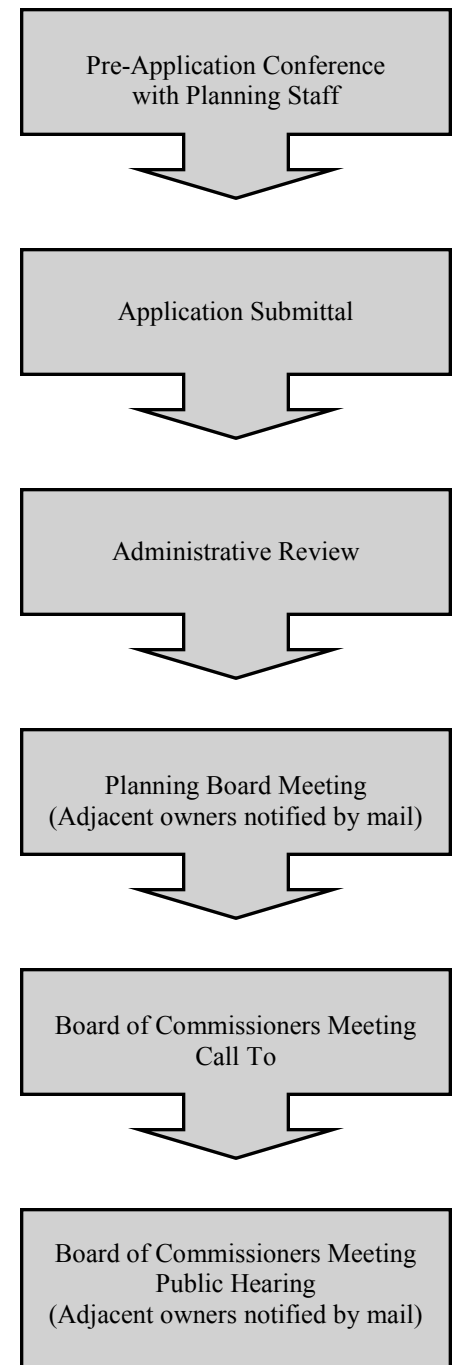 Pre-Application Conference
with Planning Staff
Application Submittal
Administrative Review
Planning Board Meeting
(Adjacent owners notified by mail)
Board of Commissioners Meeting
Call To
Board of Commissioners Meeting
Public Hearing
(Adjacent owners notified by mail)